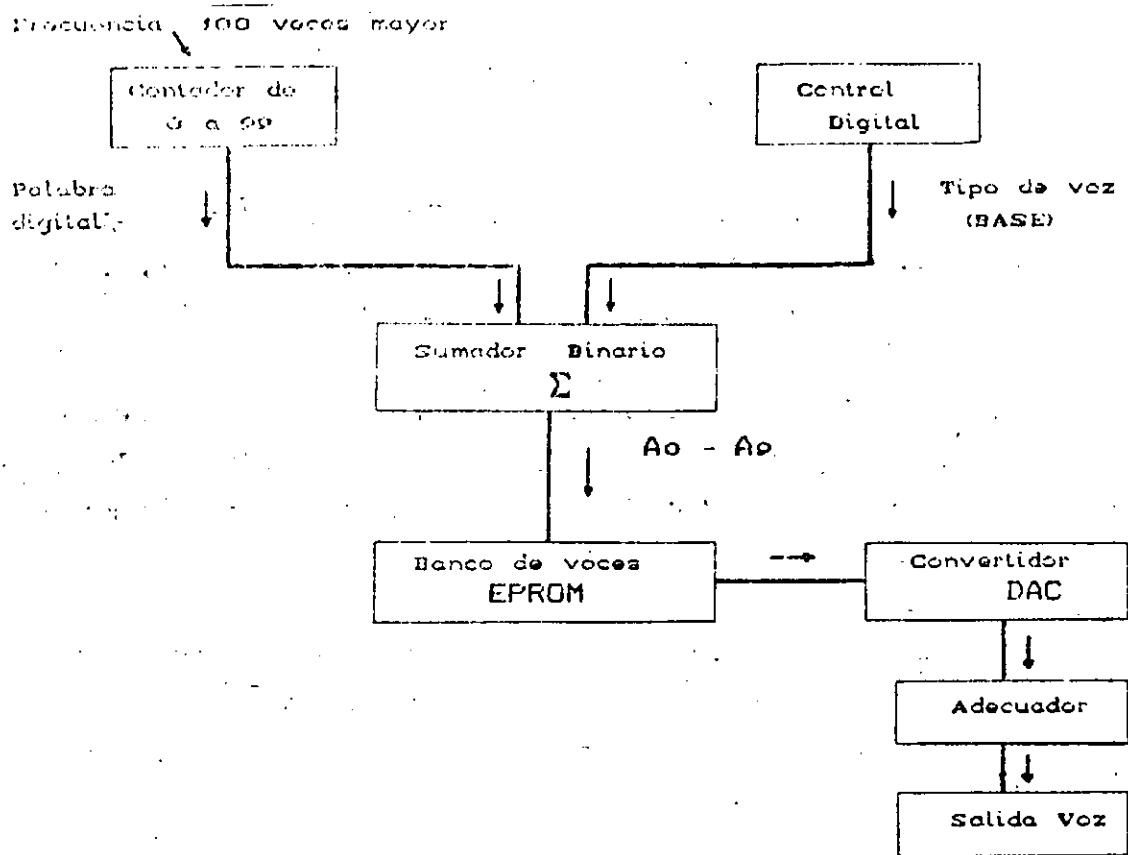 Frecuencia 100 veces mayor
Contador de
0 a 99
Control
Digital
Palabra
digital
Tipo de voz
(BASE)
Sumador Binario
Σ
Ao - A9
Banco de voces
EPROM
Convertidor
DAC
Adecuador
Salida Voz